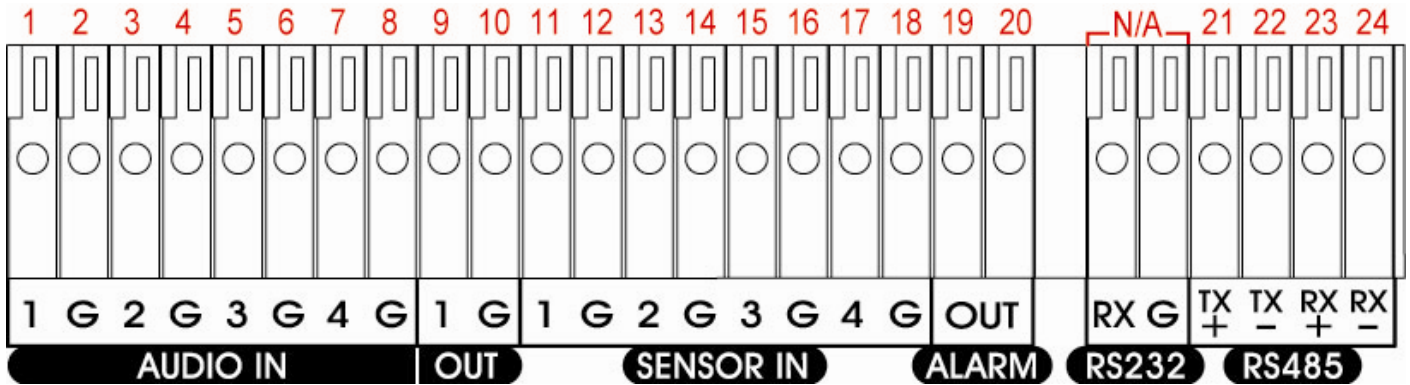 1 2 3 4 5 6 7 8 9 10 11 12 13 14 15 16 17 18 19 20 N/A 21 22 23 24
1 G 2 G 3 G 4 G 1 G 1 G 2 G 3 G 4 G OUT RX G TX + TX - RX + RX -
AUDIO IN OUT SENSOR IN ALARM RS232 RS485